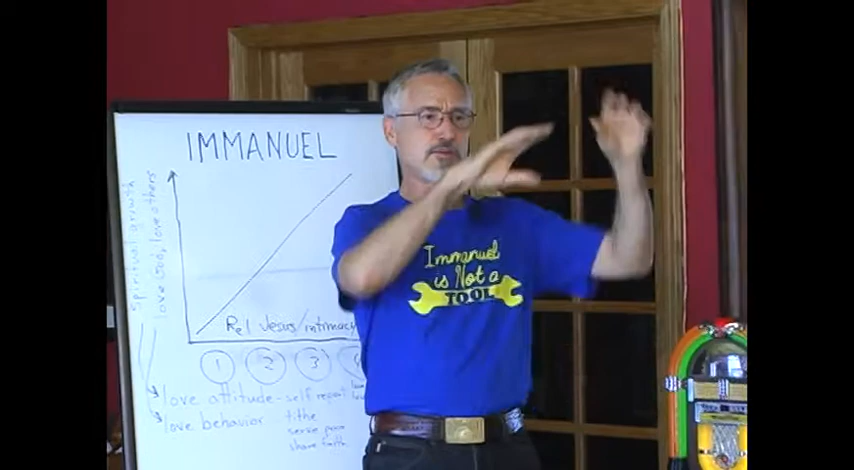 IMMANUEL
Spiritual growth
love God, love others
Rel Jesus/intimacy
1 2 3
love attitude - self report
love behavior - tithe
serve poor
share faith
Immanuel
is Not a
TOOL